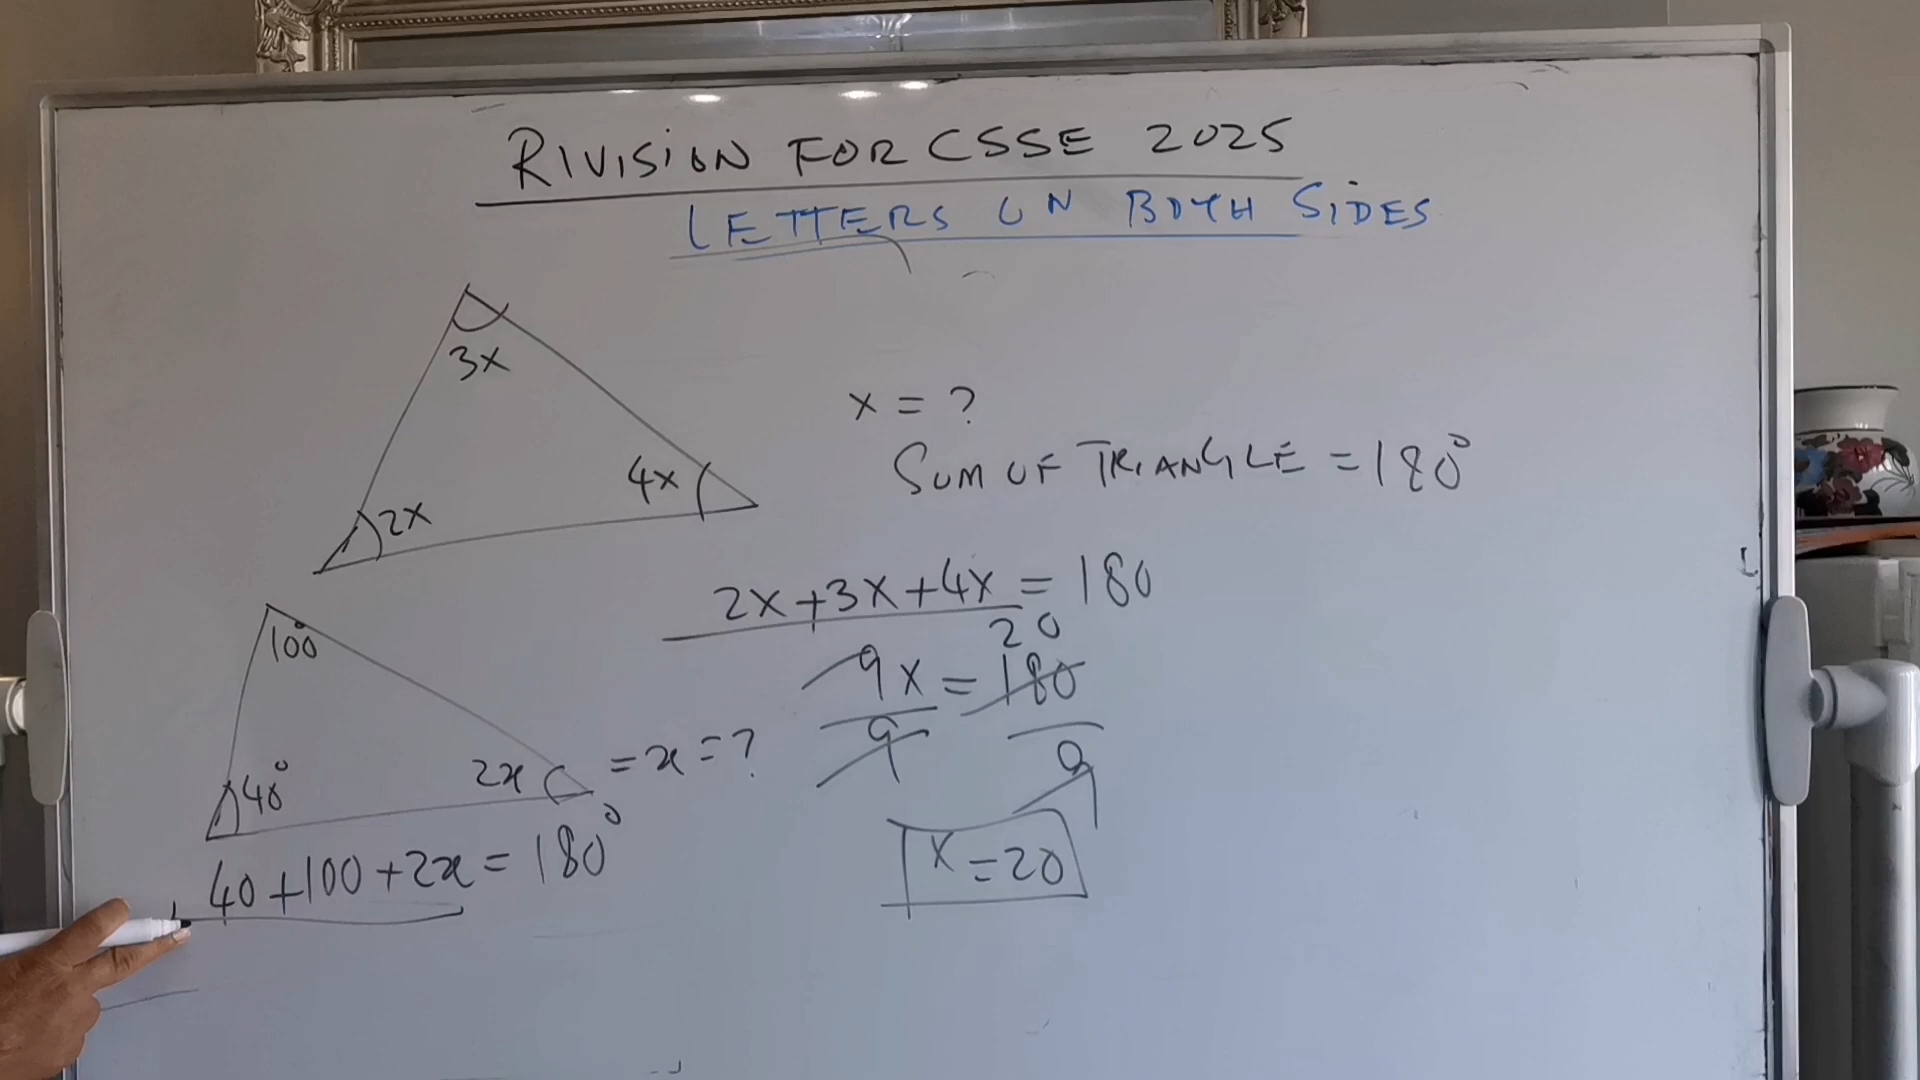 RIVISION FOR CSSE 2025
LETTERS ON BOTH SIDES
3x
4x
2x
x = ?
SUM OF TRIANGLE = 180°
2x+3x+4x = 180
20
9x = 180
9 9
x = 20
100°
40°
2x = x = ?
40+100+2x = 180°